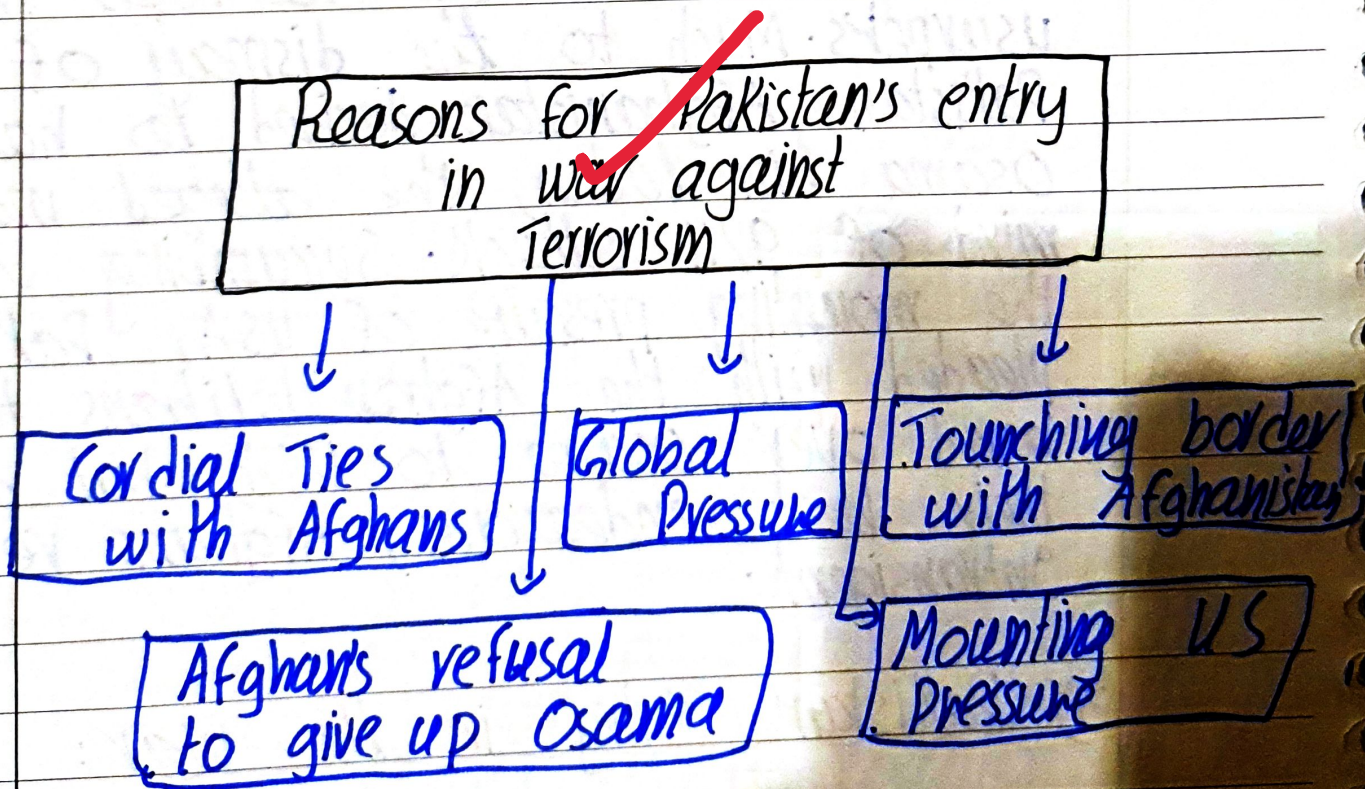 Reasons for Pakistan's entry
in war against
Terrorism
Cordial Ties
with Afghans
Global
Pressure
Tounching border
with Afghanistan
Afghan's refusal
to give up Osama
Mounting US
Pressure